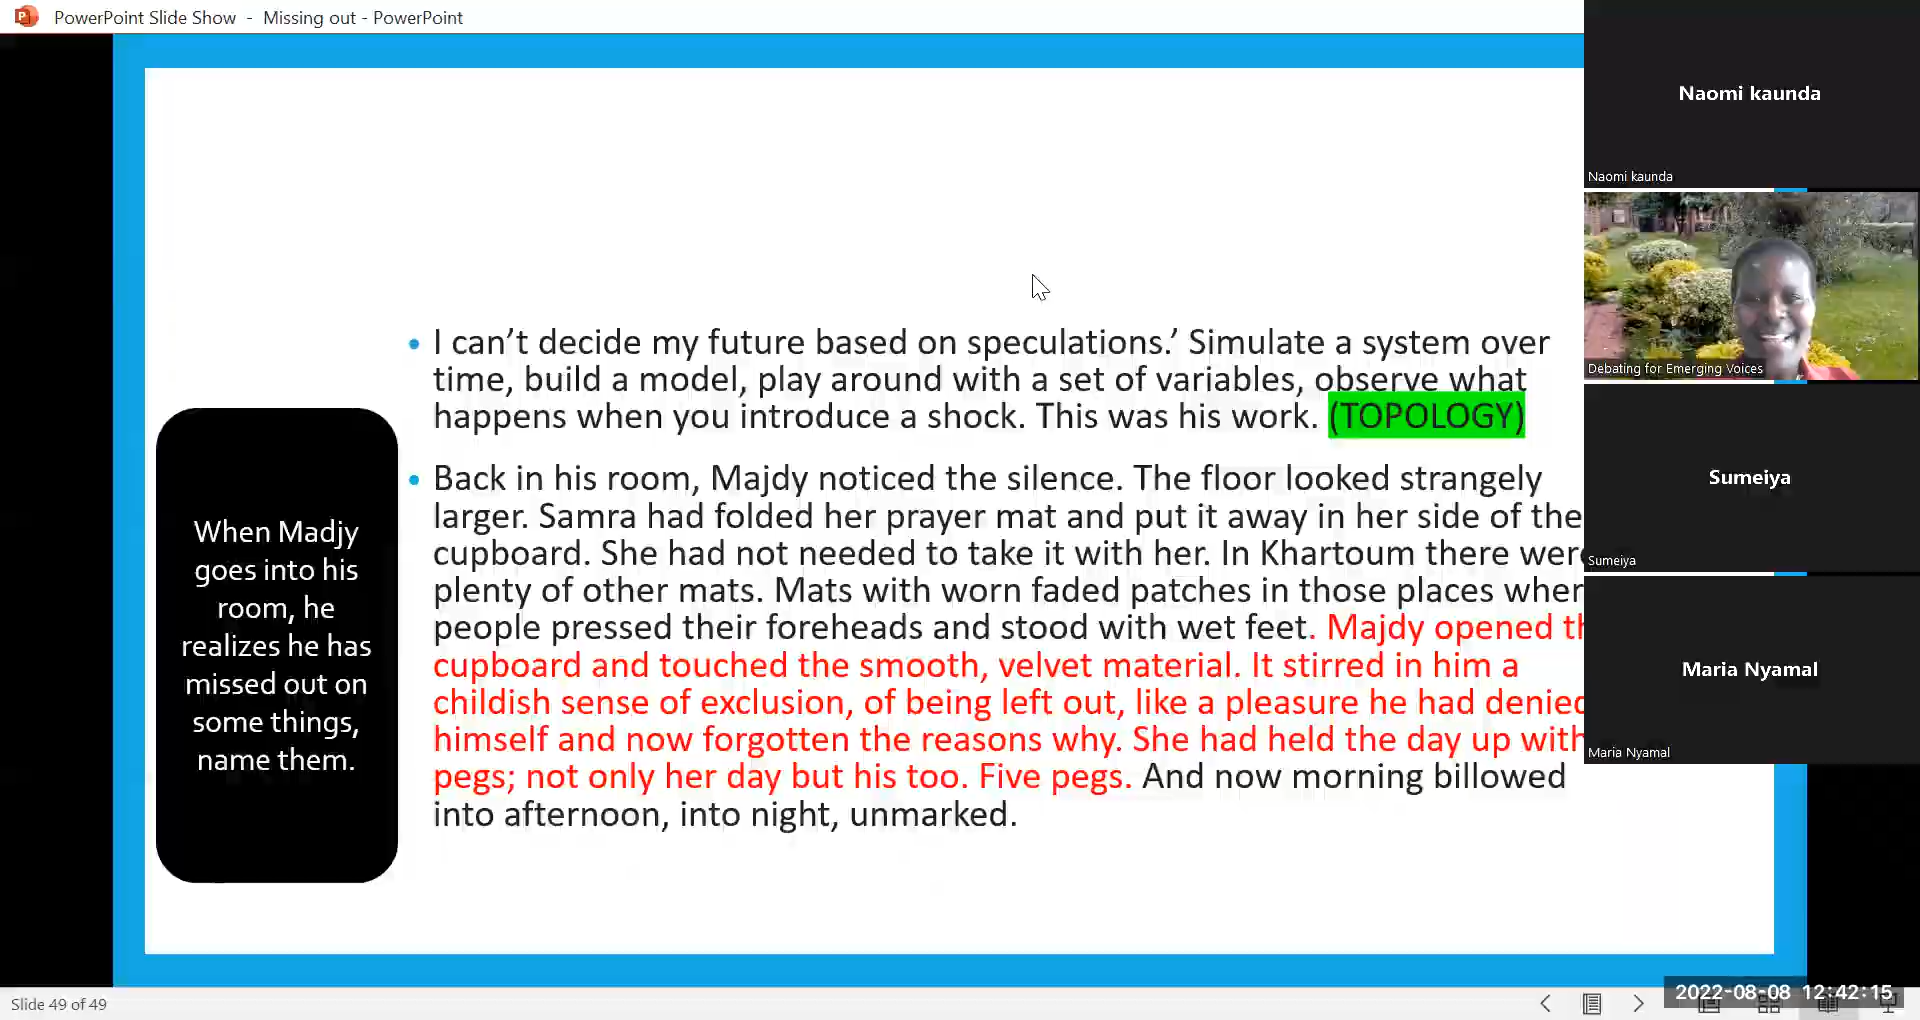 PowerPoint Slide Show - Missing out - PowerPoint
I can’t decide my future based on speculations.’ Simulate a system over
time, build a model, play around with a set of variables, observe what
happens when you introduce a shock. This was his work. (TOPOLOGY)
Back in his room, Majdy noticed the silence. The floor looked strangely
larger. Samra had folded her prayer mat and put it away in her side of the
cupboard. She had not needed to take it with her. In Khartoum there were
plenty of other mats. Mats with worn faded patches in those places wher
people pressed their foreheads and stood with wet feet. Majdy opened th
cupboard and touched the smooth, velvet material. It stirred in him a
childish sense of exclusion, of being left out, like a pleasure he had denied
himself and now forgotten the reasons why. She had held the day up with
pegs; not only her day but his too. Five pegs. And now morning billowed
into afternoon, into night, unmarked.
When Madjy
goes into his
room, he
realizes he has
missed out on
some things,
name them.
Naomi kaunda
Naomi kaunda
Debating for Emerging Voices
Sumeiya
Sumeiya
Maria Nyamal
Maria Nyamal
Slide 49 of 49
2022-08-08 12:42:15